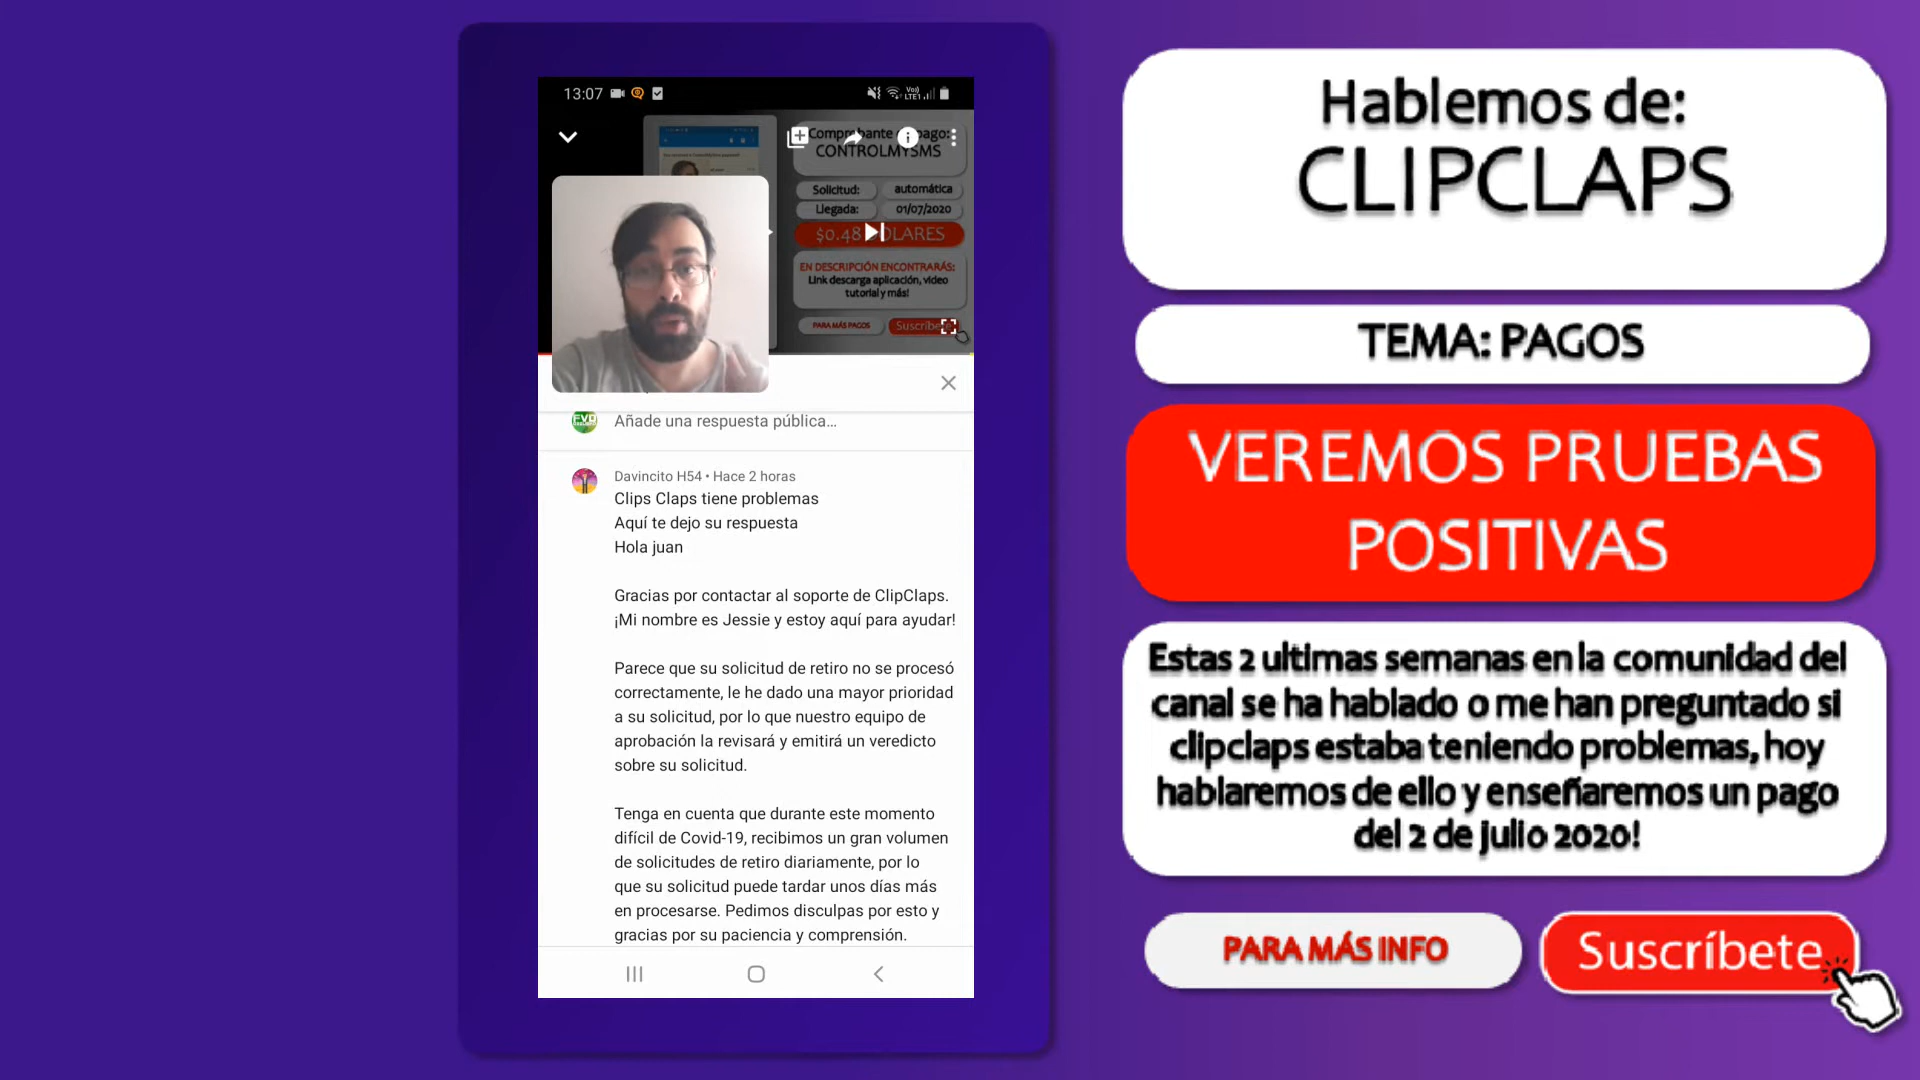 13:07
Comprobante pago:
CONTROLMYSMS
Solicitud:
automática
Llegada:
01/07/2020
EN DESCRIPCIÓN ENCONTRARÁS:
Link descarga aplicación, video
tutorial y más!
PARA MÁS PAGOS
Añade una respuesta pública...
Davincito H54 • Hace 2 horas
Clips Claps tiene problemas
Aquí te dejo su respuesta
Hola juan
Gracias por contactar al soporte de ClipClaps.
¡Mi nombre es Jessie y estoy aquí para ayudar!
Parece que su solicitud de retiro no se procesó
correctamente, le he dado una mayor prioridad
a su solicitud, por lo que nuestro equipo de
aprobación la revisará y emitirá un veredicto
sobre su solicitud.
Tenga en cuenta que durante este momento
difícil de Covid-19, recibimos un gran volumen
de solicitudes de retiro diariamente, por lo
que su solicitud puede tardar unos días más
en procesarse. Pedimos disculpas por esto y
gracias por su paciencia y comprensión.
Hablemos de:
CLIPCLAPS
TEMA: PAGOS
VEREMOS PRUEBAS
POSITIVAS
Estas 2 ultimas semanas en la comunidad del
canal se ha hablado o me han preguntado si
clipclaps estaba teniendo problemas, hoy
hablaremos de ello y enseñaremos un pago
del 2 de julio 2020!
PARA MÁS INFO
Suscríbete